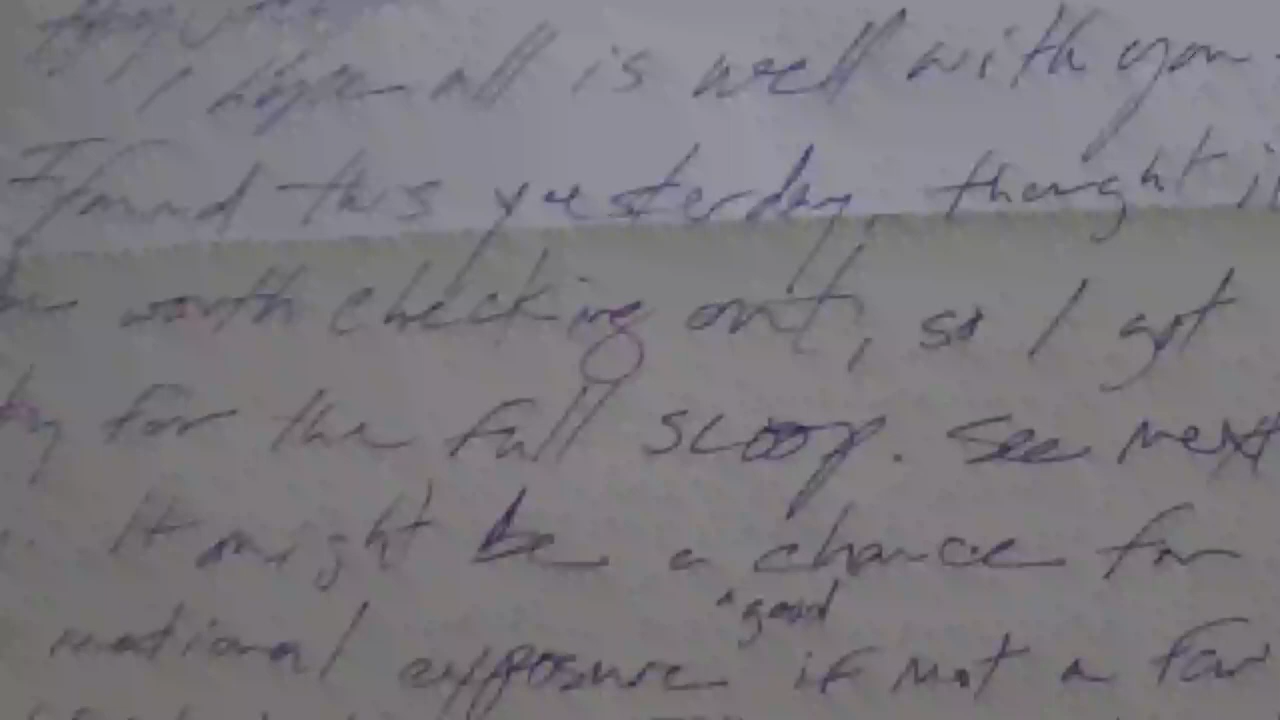 I hope all is well with you.
I found this yesterday, thought
worth checking out, so I got
for the full scoop. See next
It might be a chance for
good
national exposure if not a far